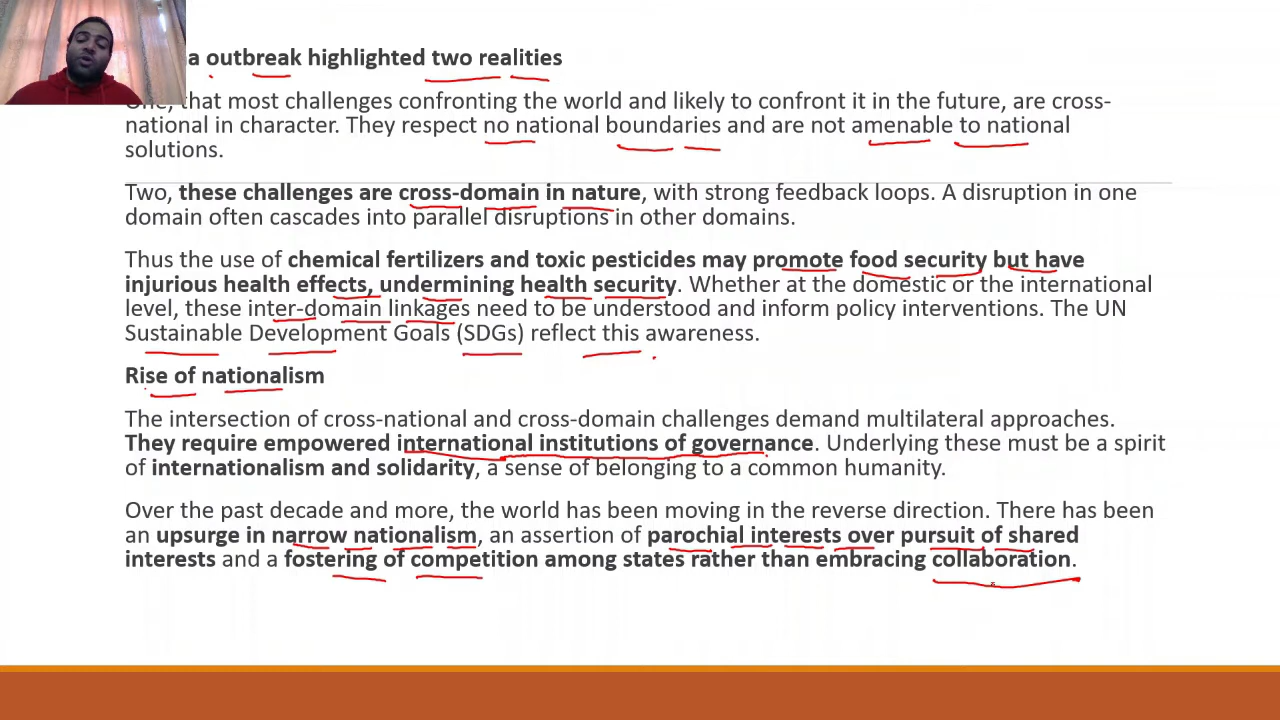 a outbreak highlighted two realities
One, that most challenges confronting the world and likely to confront it in the future, are cross-
national in character. They respect no national boundaries and are not amenable to national
solutions.
Two, these challenges are cross-domain in nature, with strong feedback loops. A disruption in one
domain often cascades into parallel disruptions in other domains.
Thus the use of chemical fertilizers and toxic pesticides may promote food security but have
injurious health effects, undermining health security. Whether at the domestic or the international
level, these inter-domain linkages need to be understood and inform policy interventions. The UN
Sustainable Development Goals (SDGs) reflect this awareness.
Rise of nationalism
The intersection of cross-national and cross-domain challenges demand multilateral approaches.
They require empowered international institutions of governance. Underlying these must be a spirit
of internationalism and solidarity, a sense of belonging to a common humanity.
Over the past decade and more, the world has been moving in the reverse direction. There has been
an upsurge in narrow nationalism, an assertion of parochial interests over pursuit of shared
interests and a fostering of competition among states rather than embracing collaboration.